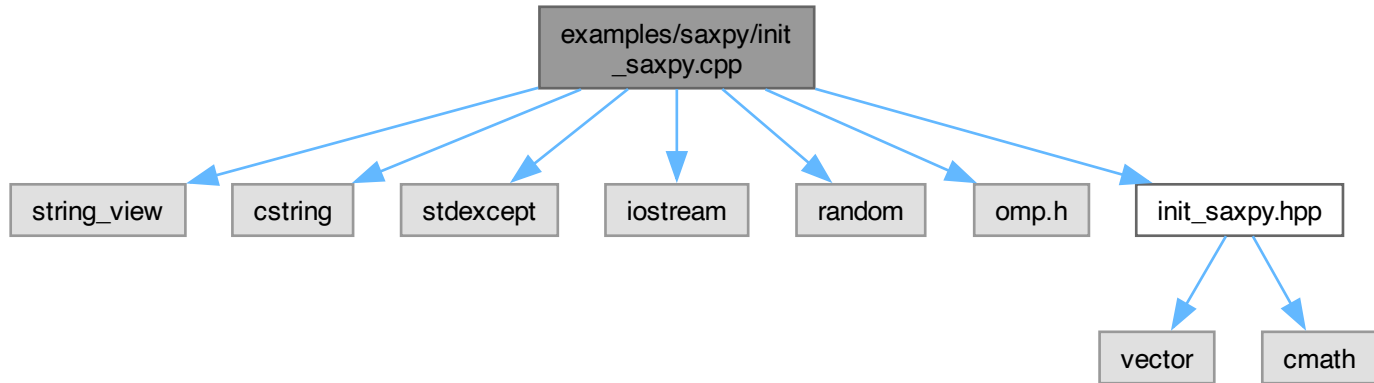 examples/saxpy/init
_saxpy.cpp
string_view
cstring
stdexcept
iostream
random
omp.h
init_saxpy.hpp
vector
cmath